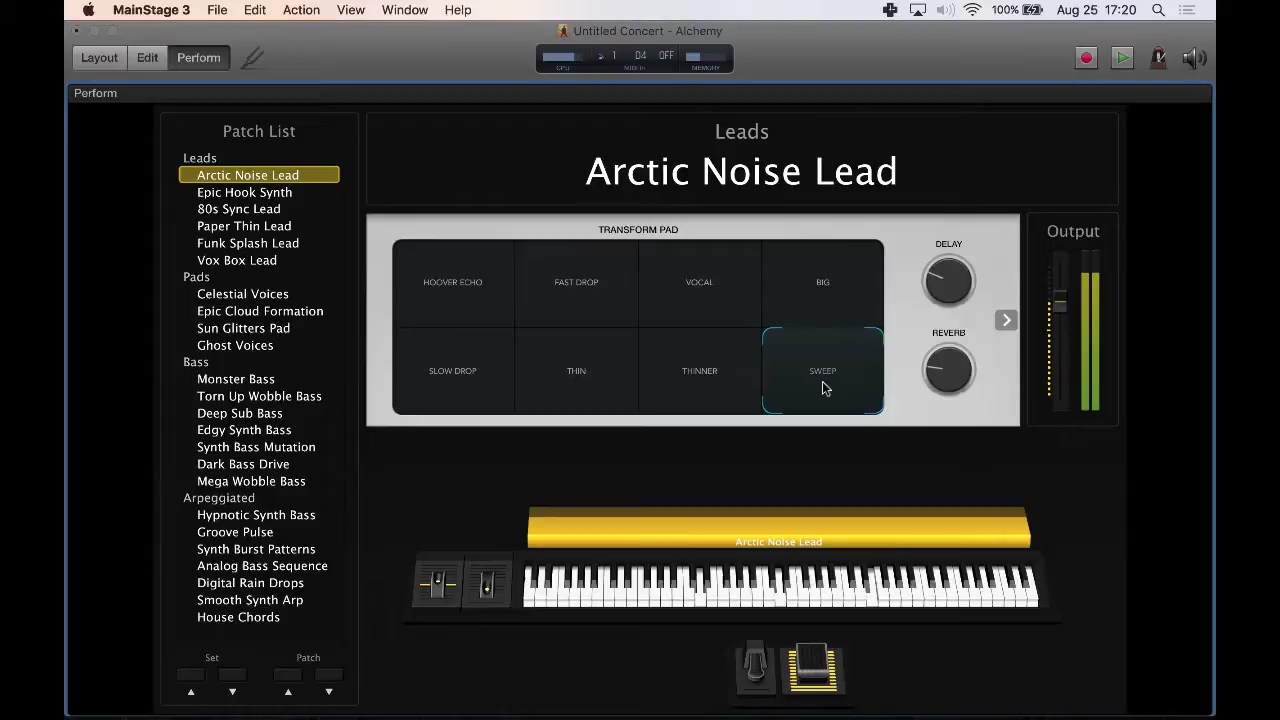 MainStage 3 File Edit Action View Window Help 100% Aug 25 17:20
Untitled Concert - Alchemy
Layout Edit Perform
1 D4 OFF
CPU MIDI In MEMORY
Perform
Patch List
Leads
Arctic Noise Lead
Epic Hook Synth
80s Sync Lead
Paper Thin Lead
Funk Splash Lead
Vox Box Lead
Pads
Celestial Voices
Epic Cloud Formation
Sun Glitters Pad
Ghost Voices
Bass
Monster Bass
Torn Up Wobble Bass
Deep Sub Bass
Edgy Synth Bass
Synth Bass Mutation
Dark Bass Drive
Mega Wobble Bass
Arpeggiated
Hypnotic Synth Bass
Groove Pulse
Synth Burst Patterns
Analog Bass Sequence
Digital Rain Drops
Smooth Synth Arp
House Chords
Set Patch
Leads
Arctic Noise Lead
TRANSFORM PAD
HOOVER ECHO FAST DROP VOCAL BIG
SLOW DROP THIN THINNER SWEEP
DELAY
REVERB
Output
Arctic Noise Lead